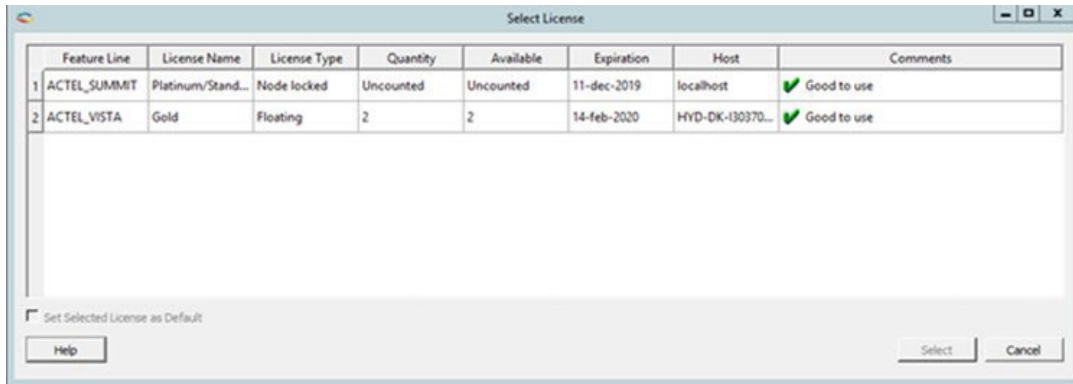 Select License
Feature Line License Name License Type Quantity Available Expiration Host Comments
1 ACTEL_SUMMIT Platinum/Stand... Node locked Uncounted Uncounted 11-dec-2019 localhost Good to use
2 ACTEL_VISTA Gold Floating 2 2 14-feb-2020 HYD-DK-I30370... Good to use
Set Selected License as Default
Help Select Cancel